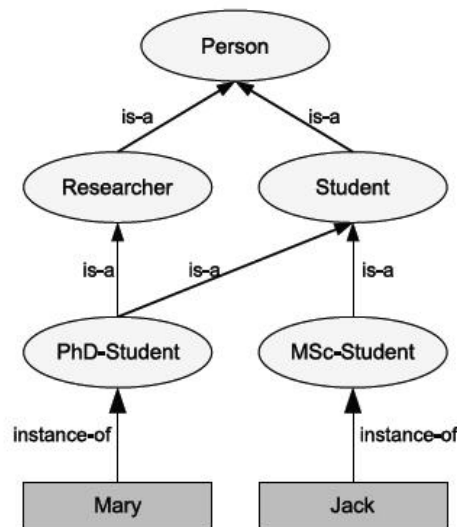 Person
is-a
is-a
Researcher
Student
is-a
is-a
is-a
PhD-Student
MSc-Student
instance-of
instance-of
Mary
Jack